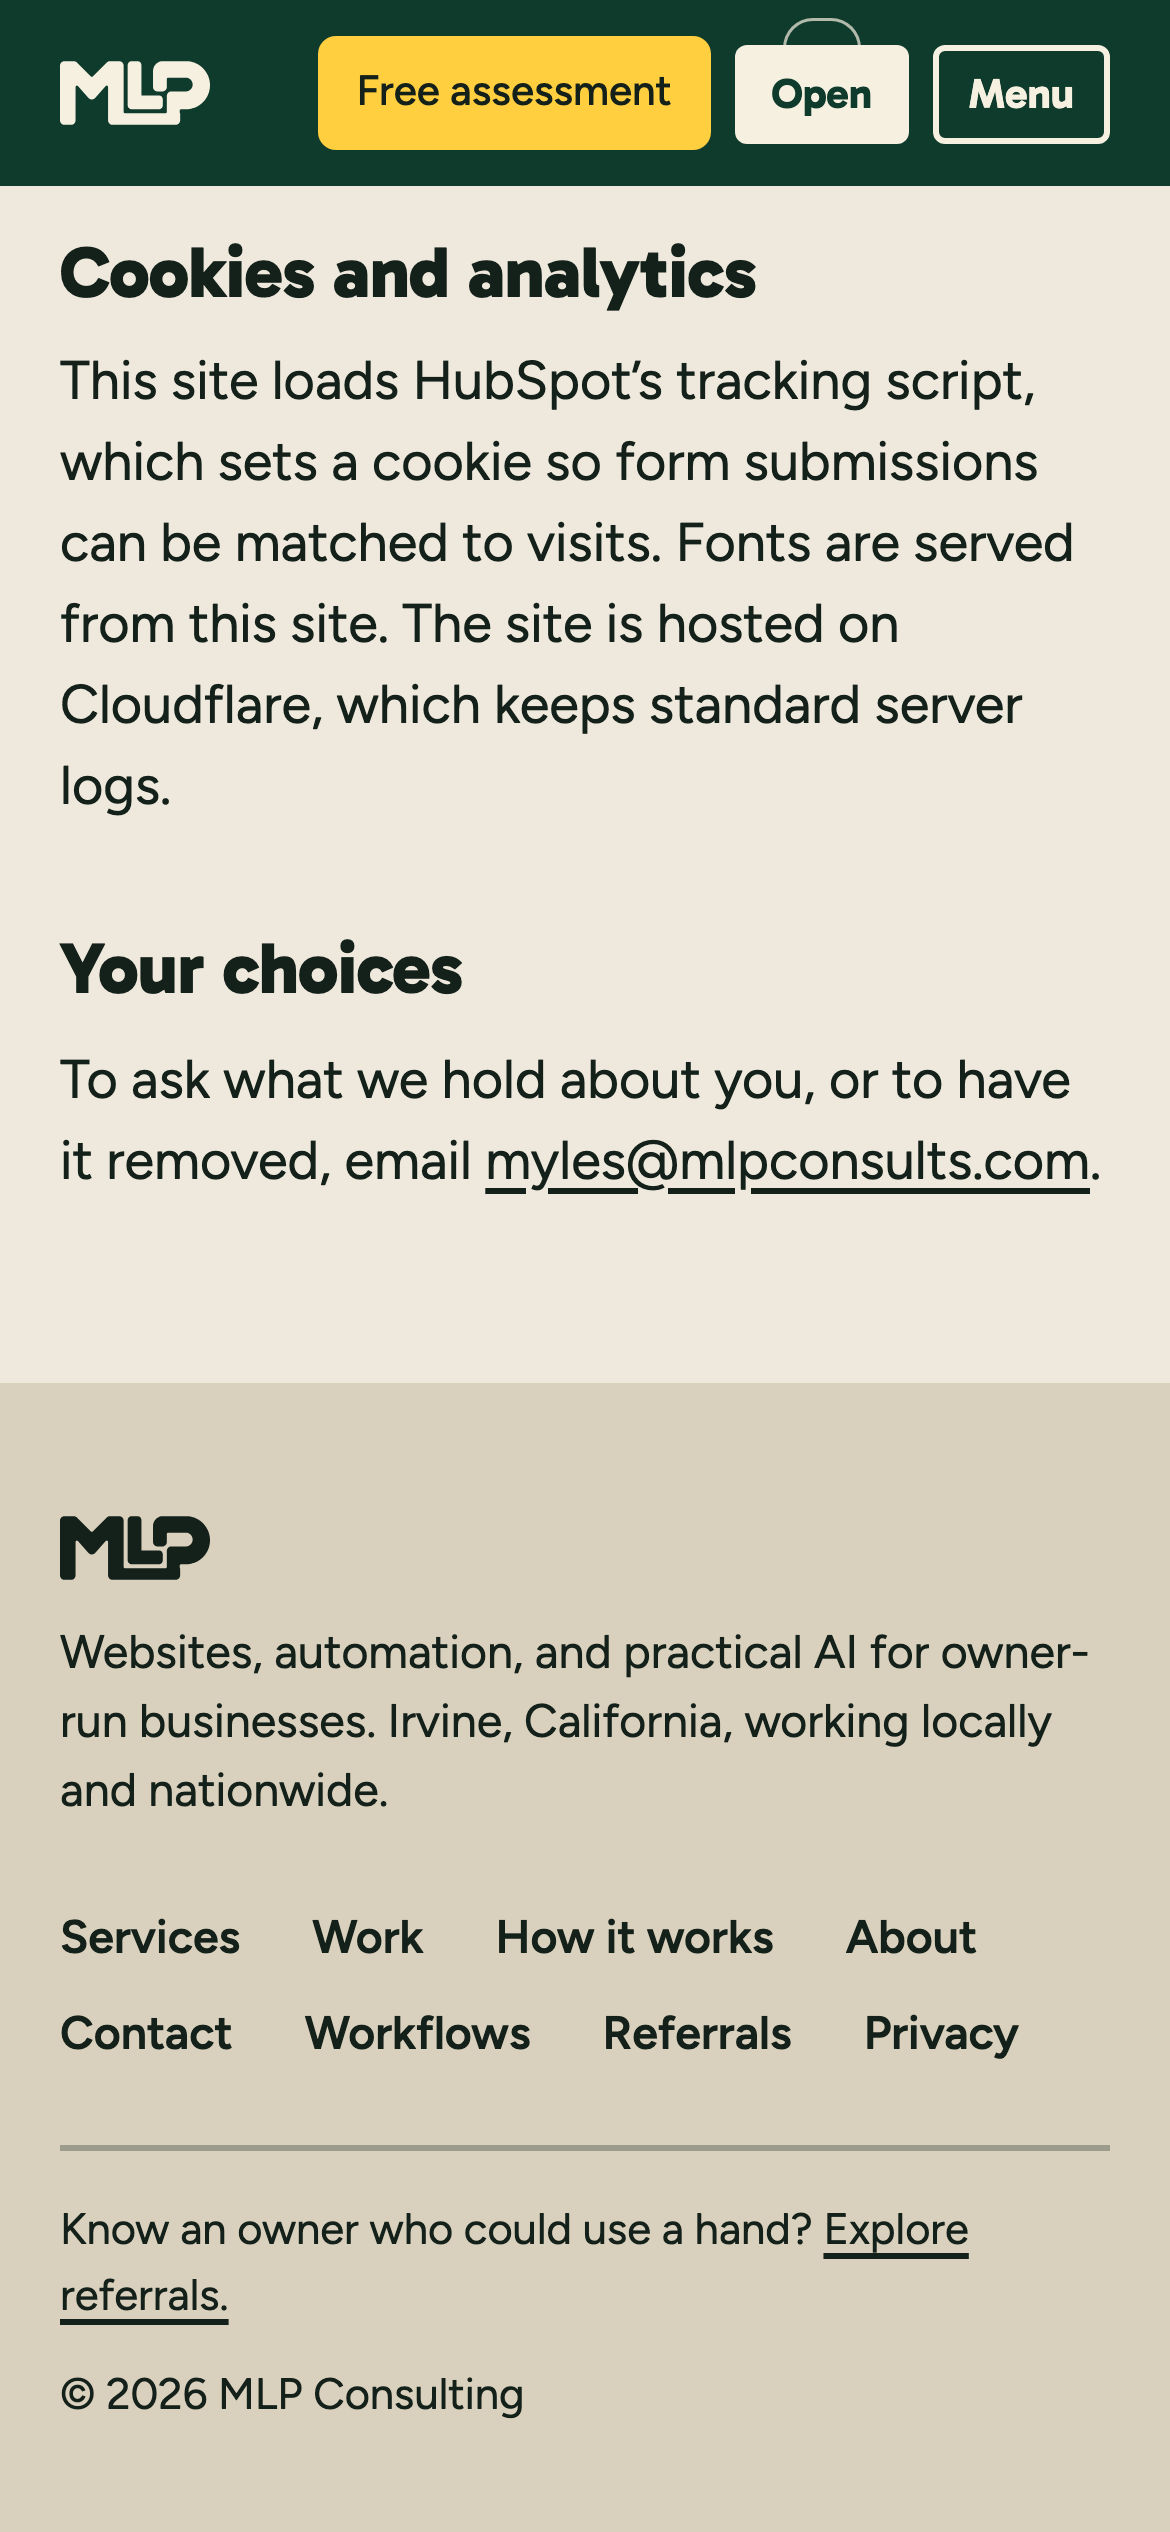 MLP
Free assessment
Open
Menu
Cookies and analytics
This site loads HubSpot’s tracking script,
which sets a cookie so form submissions
can be matched to visits. Fonts are served
from this site. The site is hosted on
Cloudflare, which keeps standard server
logs.
Your choices
To ask what we hold about you, or to have
it removed, email myles@mlpconsults.com.
MLP
Websites, automation, and practical AI for owner-
run businesses. Irvine, California, working locally
and nationwide.
Services Work How it works About
Contact Workflows Referrals Privacy
Know an owner who could use a hand? Explore
referrals.
© 2026 MLP Consulting